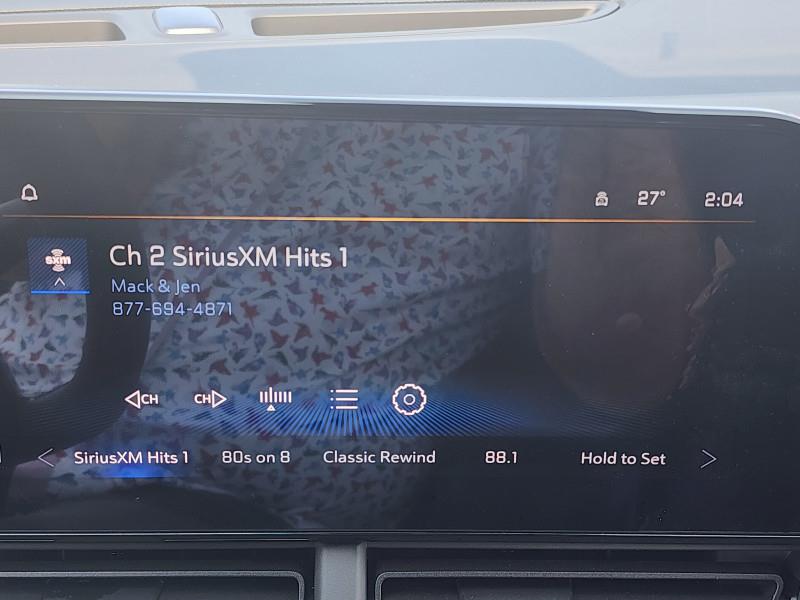 27° 2:04
sxm
Ch 2 SiriusXM Hits 1
Mack & Jen
877-694-4871
CH CH
SiriusXM Hits 1 80s on 8 Classic Rewind 88.1 Hold to Set